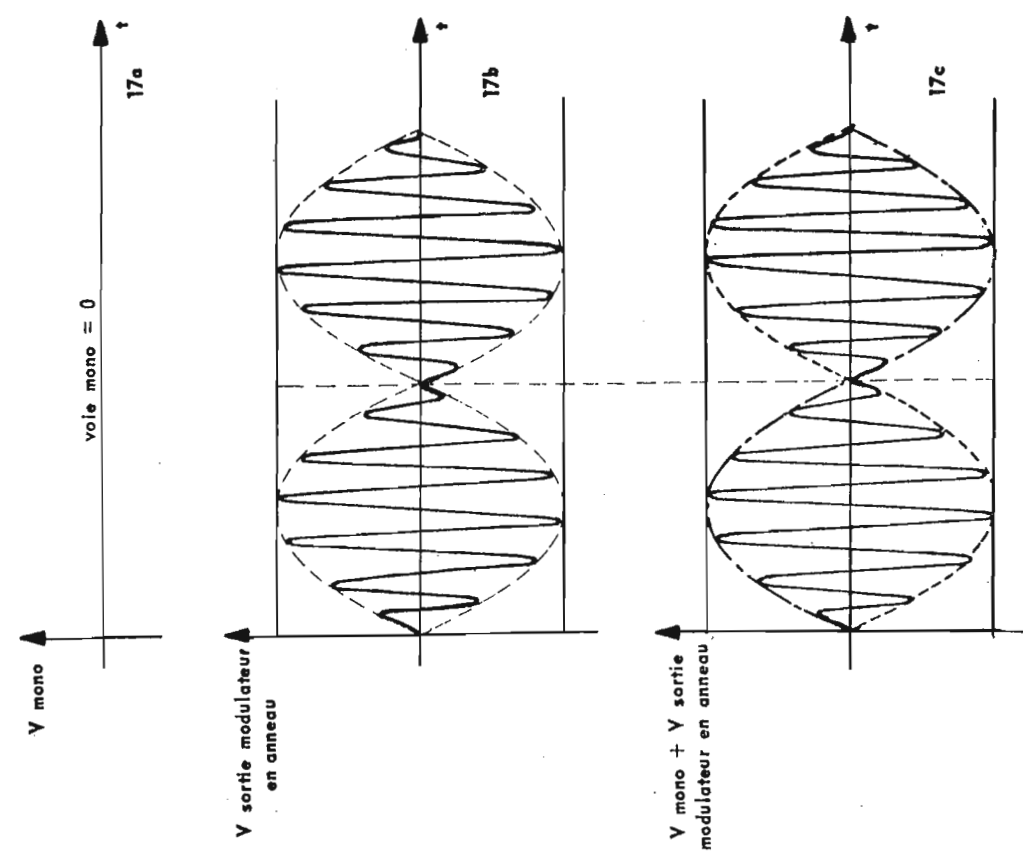 V mono
voie mono = 0
t
17a
V sortie modulateur
en anneau
t
17b
V mono + V sortie
modulateur en anneau
t
17c